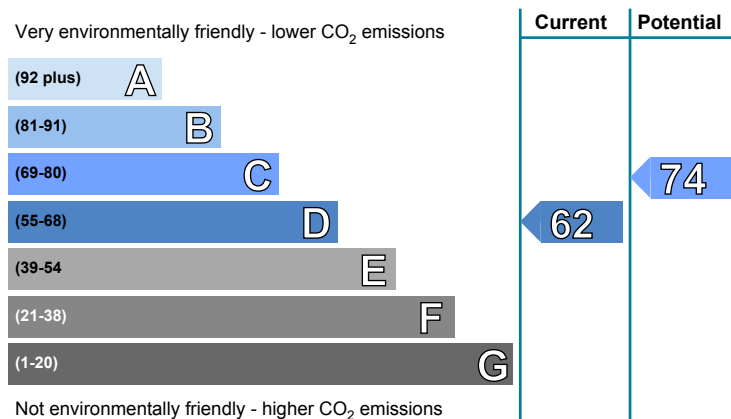 Very environmentally friendly - lower CO2 emissions
Current
Potential
(92 plus) A
(81-91) B
(69-80) C
74
(55-68) D
62
(39-54 E
(21-38) F
(1-20) G
Not environmentally friendly - higher CO2 emissions